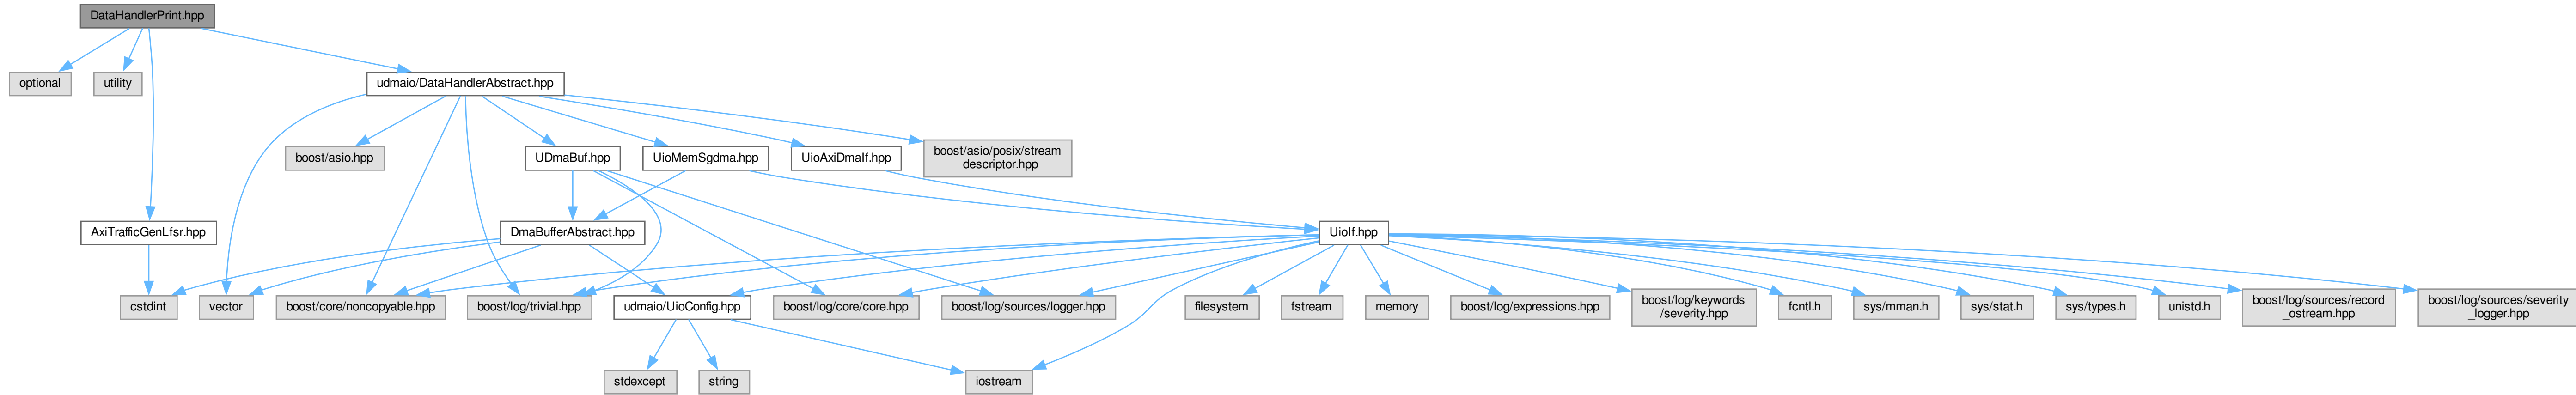 DataHandlerPrint.hpp
optional
utility
udmaio/DataHandlerAbstract.hpp
boost/asio.hpp
UDmaBuf.hpp
UioMemSgdma.hpp
UioAxiDmaIf.hpp
boost/asio/posix/stream
_descriptor.hpp
AxiTrafficGenLfsr.hpp
DmaBufferAbstract.hpp
UioIf.hpp
cstdint
vector
boost/core/noncopyable.hpp
boost/log/trivial.hpp
udmaio/UioConfig.hpp
boost/log/core/core.hpp
boost/log/sources/logger.hpp
filesystem
fstream
memory
boost/log/expressions.hpp
boost/log/keywords
/severity.hpp
fcntl.h
sys/mman.h
sys/stat.h
sys/types.h
unistd.h
boost/log/sources/record
_ostream.hpp
boost/log/sources/severity
_logger.hpp
stdexcept
string
iostream